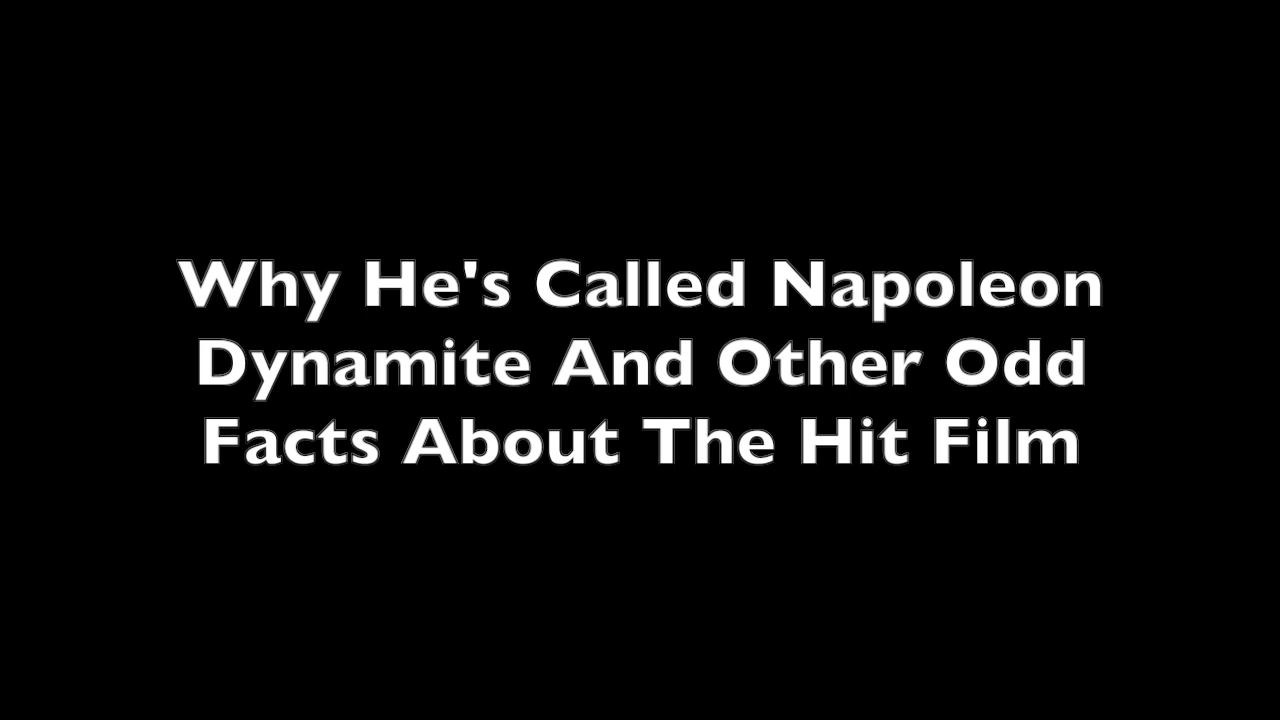 Why He's Called Napoleon
Dynamite And Other Odd
Facts About The Hit Film